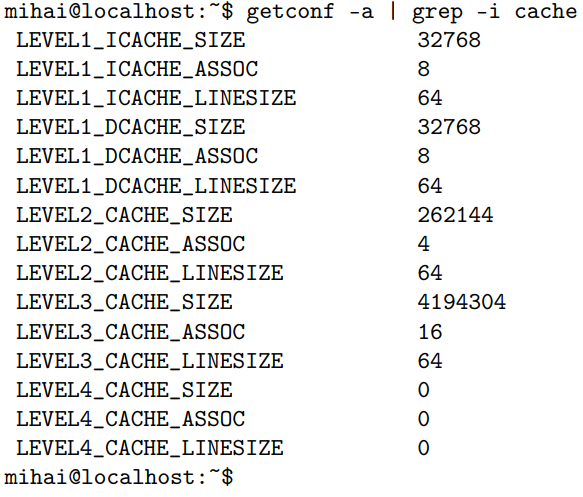 mihai@localhost:~$ getconf -a | grep -i cache
LEVEL1_ICACHE_SIZE 32768
LEVEL1_ICACHE_ASSOC 8
LEVEL1_ICACHE_LINESIZE 64
LEVEL1_DCACHE_SIZE 32768
LEVEL1_DCACHE_ASSOC 8
LEVEL1_DCACHE_LINESIZE 64
LEVEL2_CACHE_SIZE 262144
LEVEL2_CACHE_ASSOC 4
LEVEL2_CACHE_LINESIZE 64
LEVEL3_CACHE_SIZE 4194304
LEVEL3_CACHE_ASSOC 16
LEVEL3_CACHE_LINESIZE 64
LEVEL4_CACHE_SIZE 0
LEVEL4_CACHE_ASSOC 0
LEVEL4_CACHE_LINESIZE 0
mihai@localhost:~$